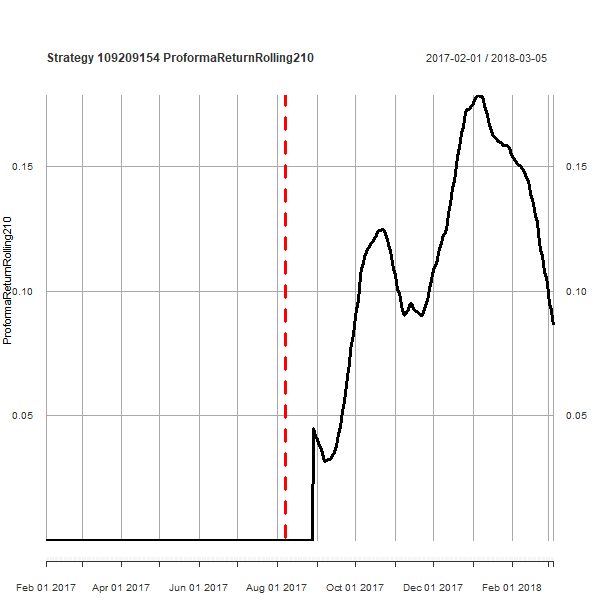 Strategy 109209154 ProformaReturnRolling210
2017-02-01 / 2018-03-05
ProformaReturnRolling210
0.15
0.15
0.10
0.10
0.05
0.05
Feb 01 2017
Apr 01 2017
Jun 01 2017
Aug 01 2017
Oct 01 2017
Dec 01 2017
Feb 01 2018